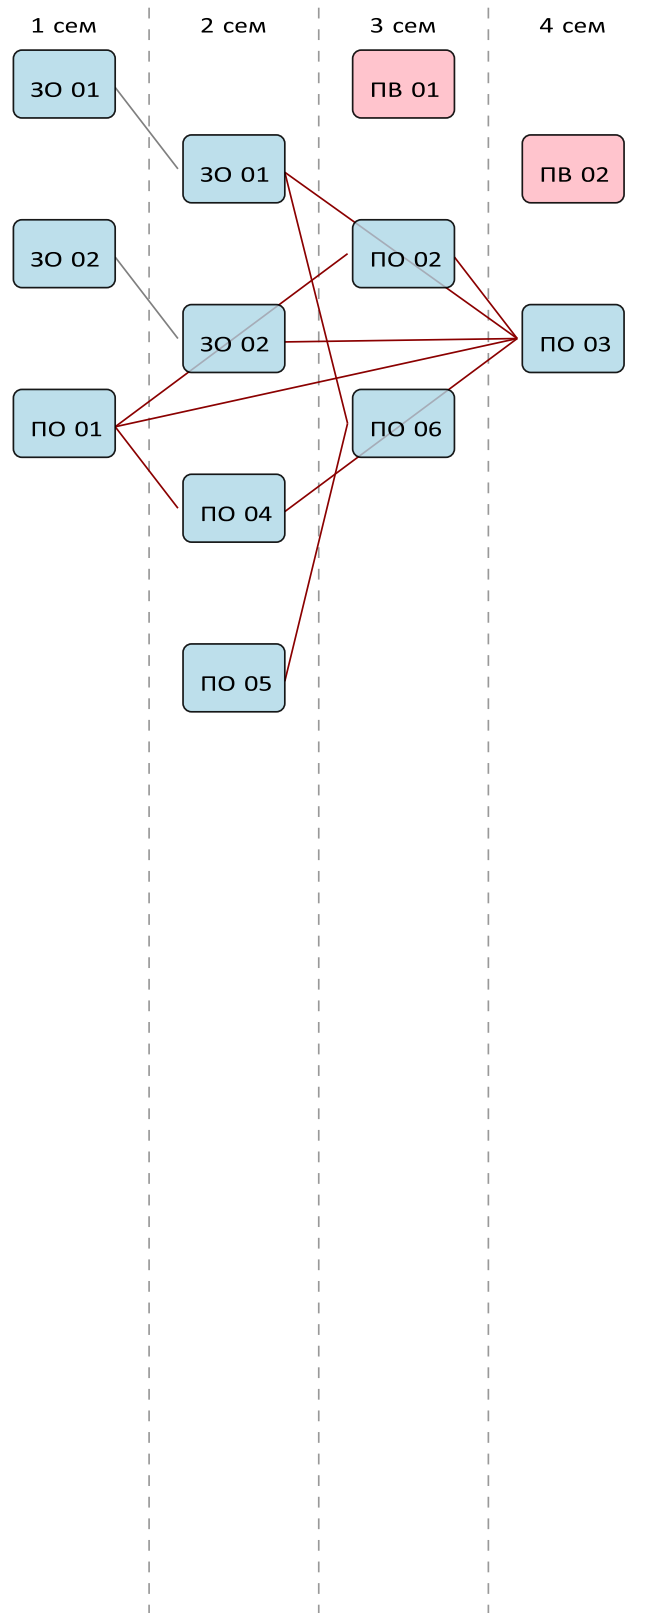 1 сем 2 сем 3 сем 4 сем
ЗО 01 ПВ 01
ЗО 01 ПВ 02
ЗО 02 ПО 02
ЗО 02 ПО 03
ПО 01 ПО 06
ПО 04
ПО 05